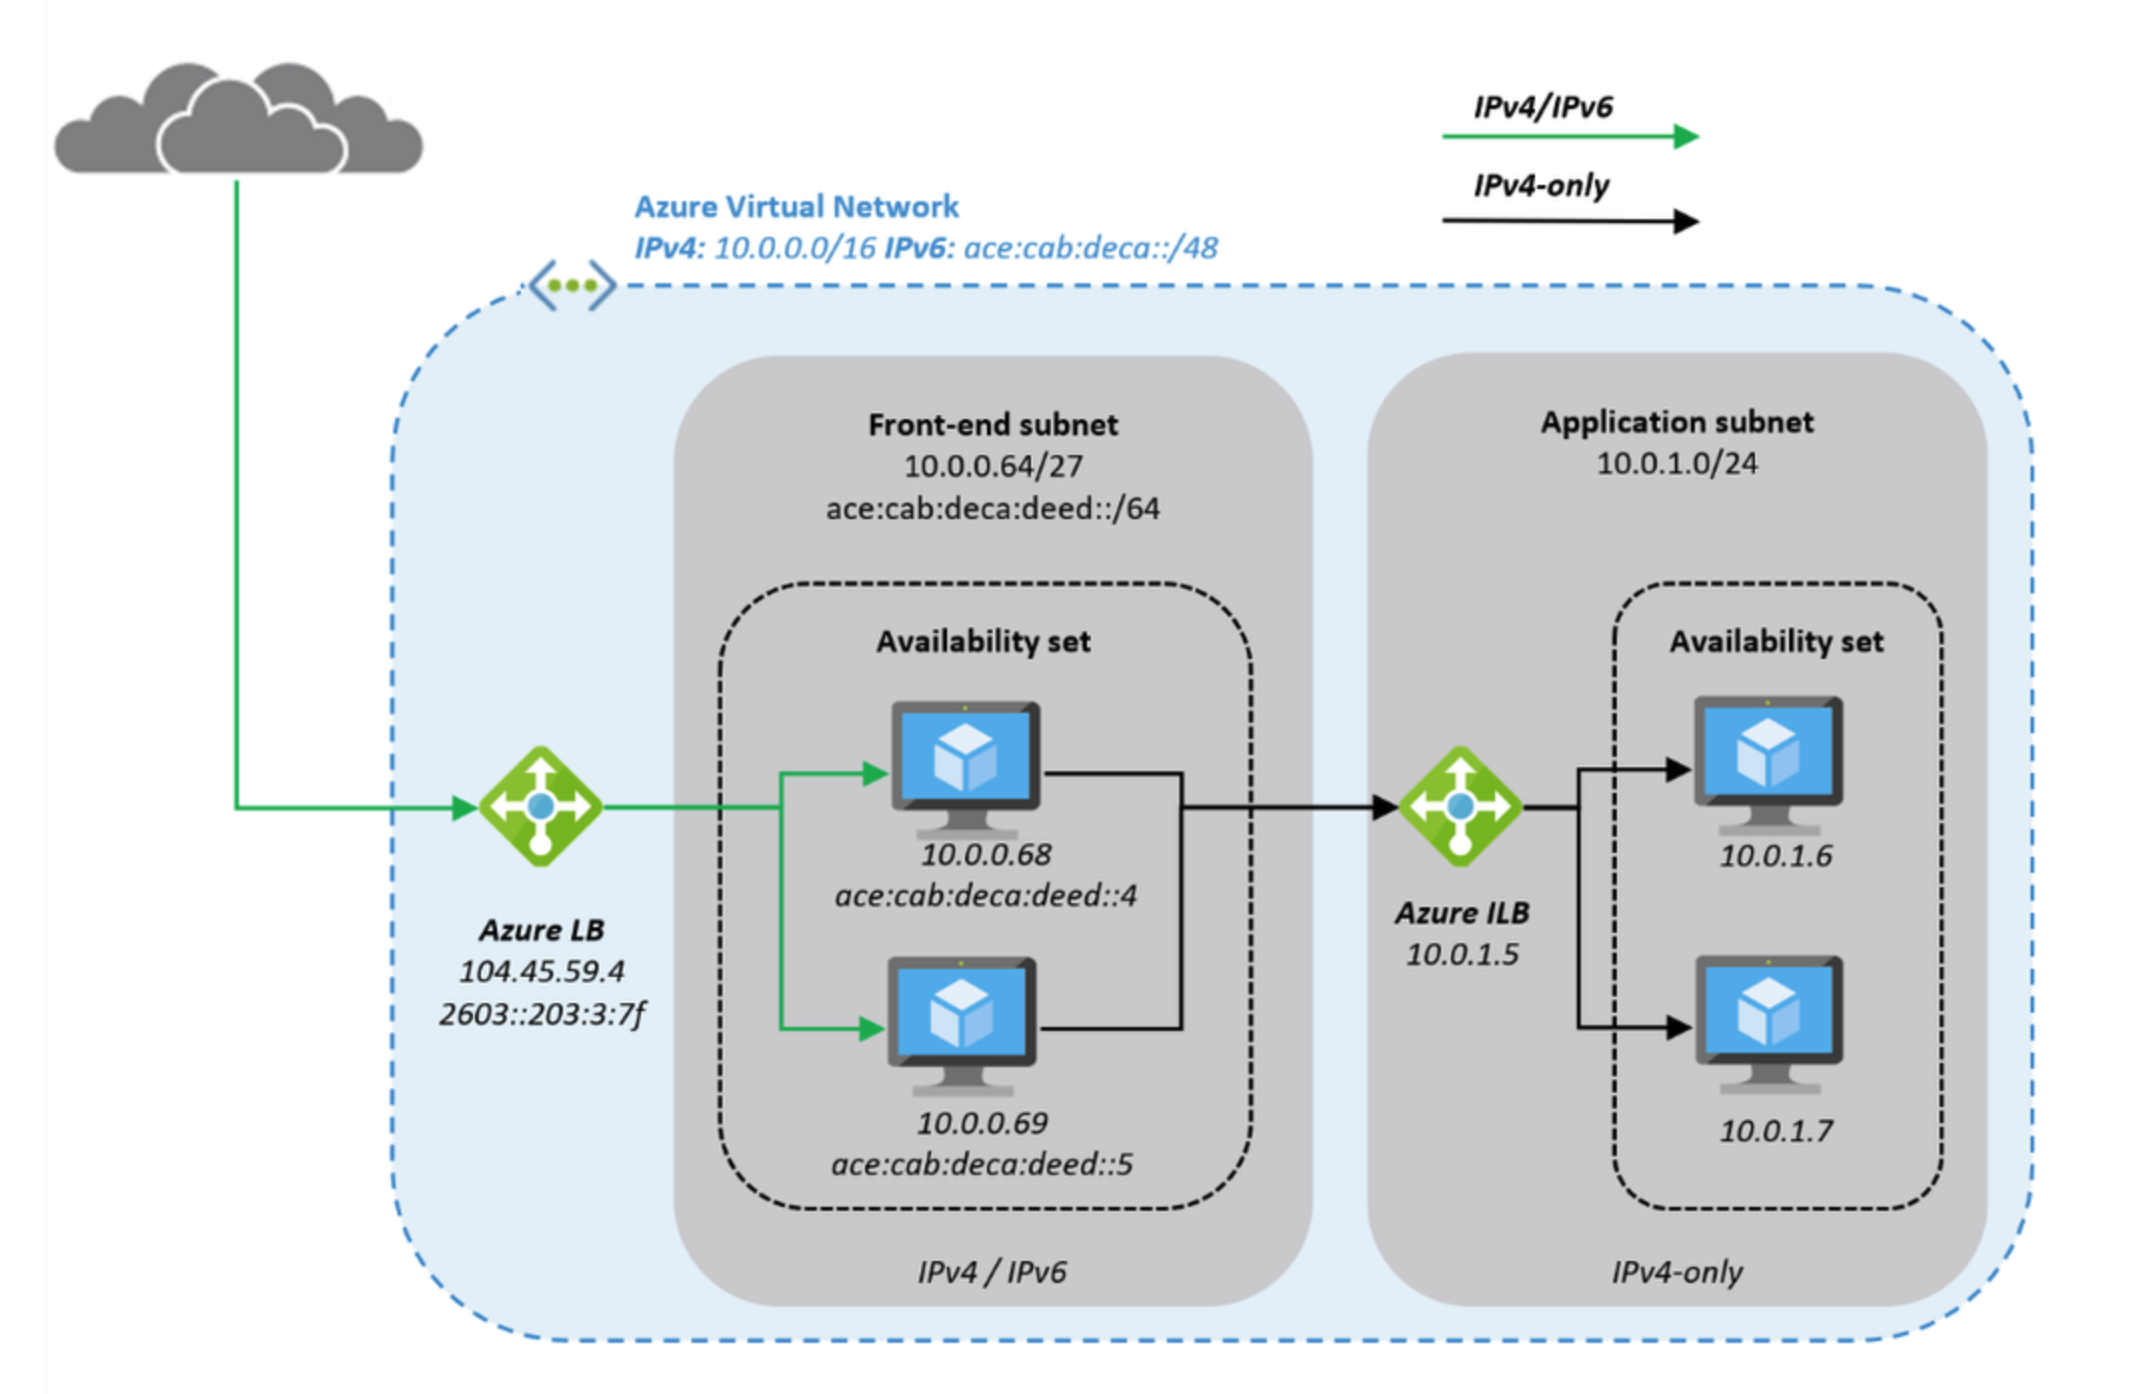 IPv4/IPv6
IPv4-only
Azure Virtual Network
IPv4: 10.0.0.0/16 IPv6: ace:cab:deca::/48
Front-end subnet
10.0.0.64/27
ace:cab:deca:deed::/64
Availability set
10.0.0.68
ace:cab:deca:deed::4
10.0.0.69
ace:cab:deca:deed::5
IPv4 / IPv6
Azure LB
104.45.59.4
2603::203:3:7f
Application subnet
10.0.1.0/24
Azure ILB
10.0.1.5
Availability set
10.0.1.6
10.0.1.7
IPv4-only